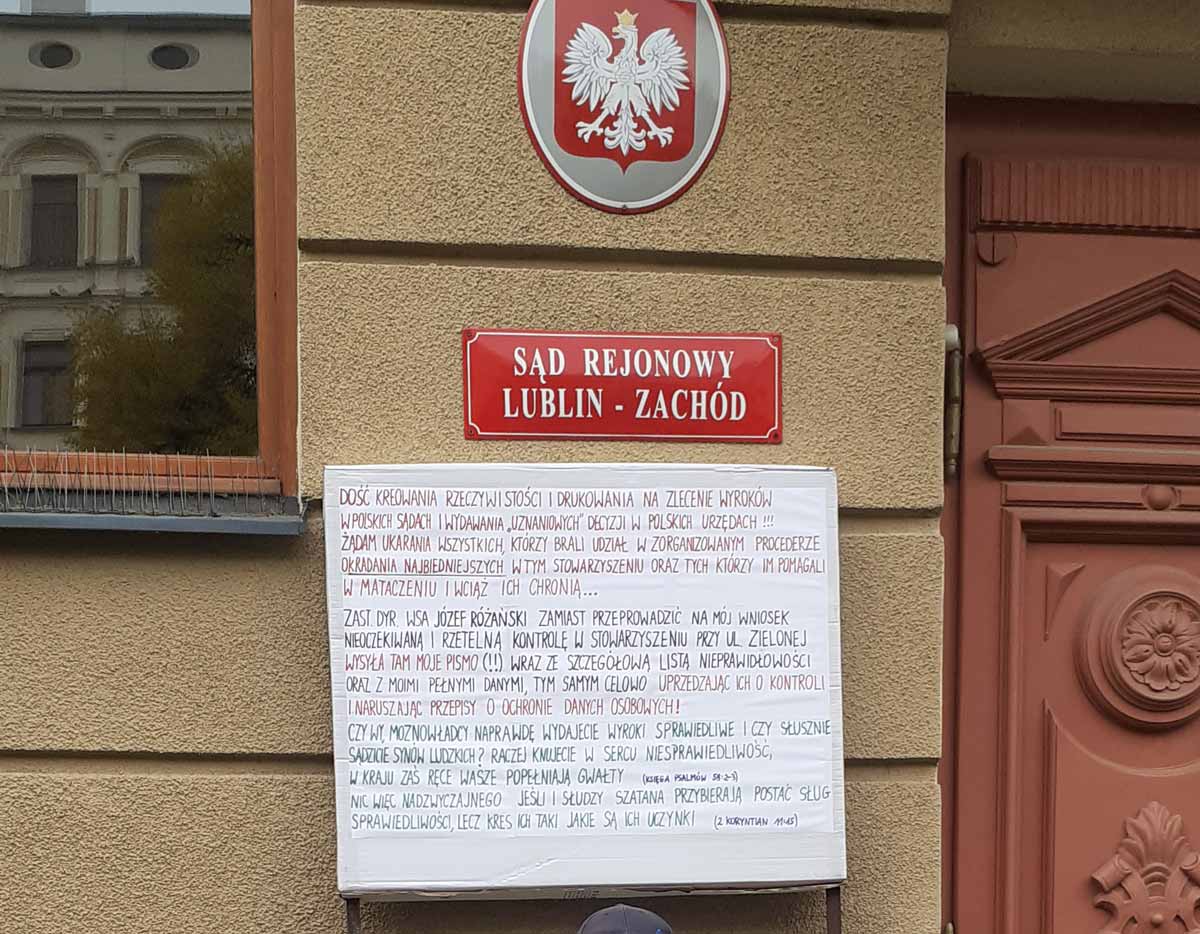 SĄD REJONOWY
LUBLIN - ZACHÓD
DOŚĆ KREOWANIA RZECZYWISTOŚCI I DRUKOWANIA NA ZLECENIE WYROKÓW
W POLSKICH SĄDACH I WYDAWANIA „UZNANIOWYCH" DECYZJI W POLSKICH URZĘDACH !!!
ŻĄDAM UKARANIA WSZYSTKICH, KTÓRZY BRALI UDZIAŁ W ZORGANIZOWANYM PROCEDERZE
OKRADANIA NAJBIEDNIEJSZYCH W TYM STOWARZYSZENIU ORAZ TYCH KTÓRZY IM POMAGALI
W MATACZENIU I WCIĄŻ ICH CHRONIĄ...
ZAST. DYR. WSA JÓZEF RÓŻAŃSKI ZAMIAST PRZEPROWADZIĆ NA MÓJ WNIOSEK
NIEOCZEKIWANĄ I RZETELNĄ KONTROLĘ W STOWARZYSZENIU PRZY UL. ZIELONEJ
WYSYŁA TAM MOJE PISMO (!!) WRAZ ZE SZCZEGÓŁOWĄ LISTĄ NIEPRAWIDŁOWOŚCI
ORAZ Z MOIMI PEŁNYMI DANYMI, TYM SAMYM CELOWO UPRZEDZAJĄC ICH O KONTROLI
I NARUSZAJĄC PRZEPISY O OCHRONIE DANYCH OSOBOWYCH !
CZY WY, MOŻNOWŁADCY NAPRAWDĘ WYDAJECIE WYROKI SPRAWIEDLIWE I CZY SŁUSZNIE
SĄDZICIE SYNÓW LUDZKICH? RACZEJ KNUJECIE W SERCU NIESPRAWIEDLIWOŚĆ,
W KRAJU ZAŚ RĘCE WASZE POPEŁNIAJĄ GWAŁTY (KSIĘGA PSALMÓW 58:2-3)
NIC WIĘC NADZWYCZAJNEGO JEŚLI I SŁUDZY SZATANA PRZYBIERAJĄ POSTAĆ SŁUG
SPRAWIEDLIWOŚCI, LECZ KRES ICH TAKI JAKIE SĄ ICH UCZYNKI (2 KORYNTIAN 11:15)